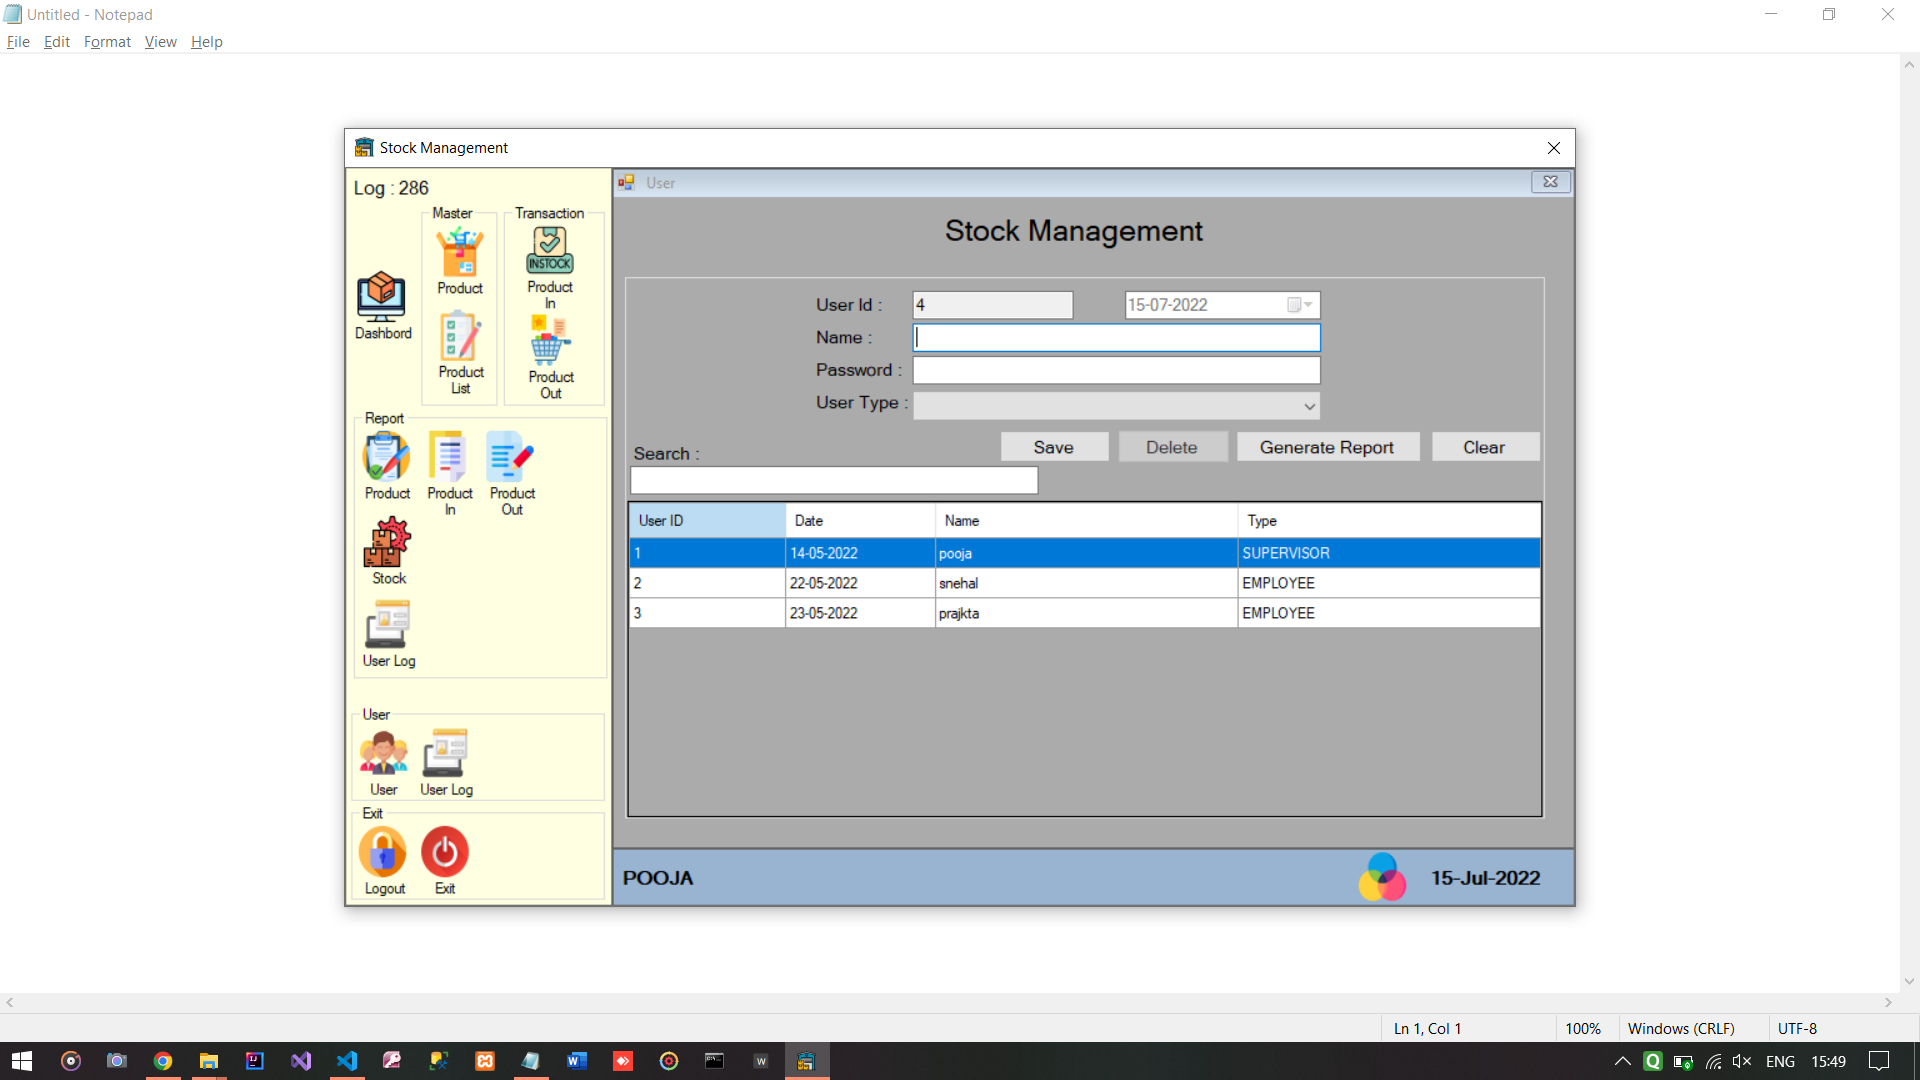 Untitled - Notepad
File Edit Format View Help
Stock Management
Log : 286
Master
Product
Product List
Transaction
INSTOCK
Product In
Product Out
Dashbord
Report
Product
Product In
Product Out
Stock
User Log
User
User
User Log
Exit
Logout
Exit
User
Stock Management
User Id : 4 15-07-2022
Name :
Password :
User Type :
Save Delete Generate Report Clear
Search :
User ID Date Name Type
1 14-05-2022 pooja SUPERVISOR
2 22-05-2022 snehal EMPLOYEE
3 23-05-2022 prajkta EMPLOYEE
POOJA 15-Jul-2022
Ln 1, Col 1 100% Windows (CRLF) UTF-8
ENG 15:49